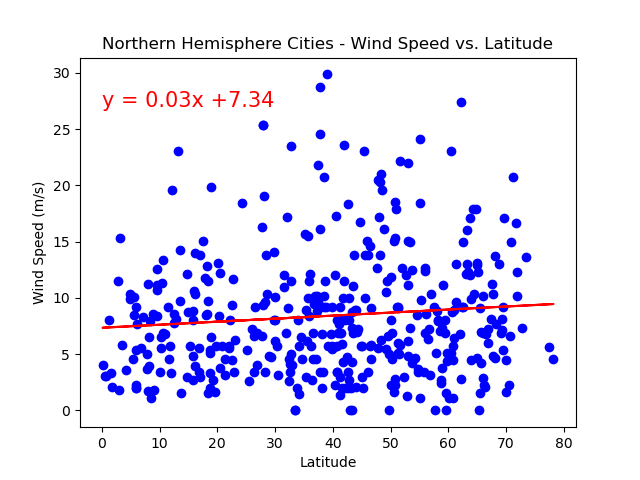 Northern Hemisphere Cities - Wind Speed vs. Latitude
y = 0.03x +7.34
Wind Speed (m/s)
30
25
20
15
10
5
0
0 10 20 30 40 50 60 70 80
Latitude